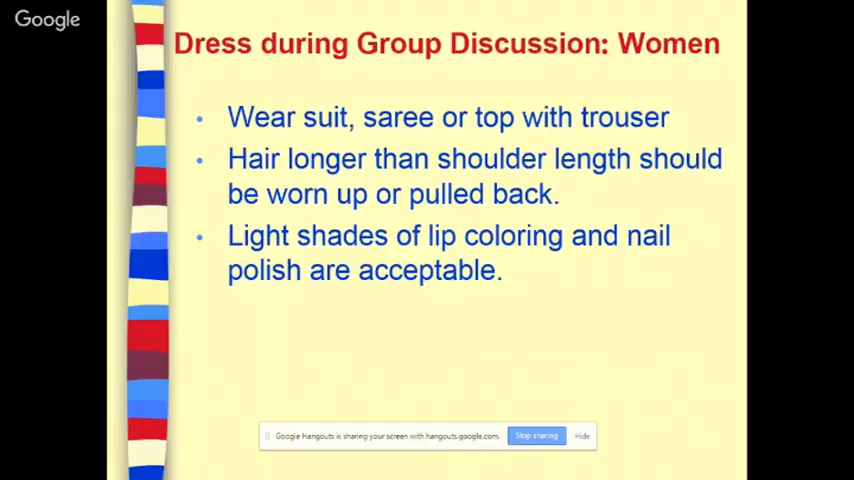 Google
Dress during Group Discussion: Women
• Wear suit, saree or top with trouser
• Hair longer than shoulder length should
be worn up or pulled back.
• Light shades of lip coloring and nail
polish are acceptable.
Google Hangouts is sharing your screen with hangouts.google.com. Stop sharing Hide